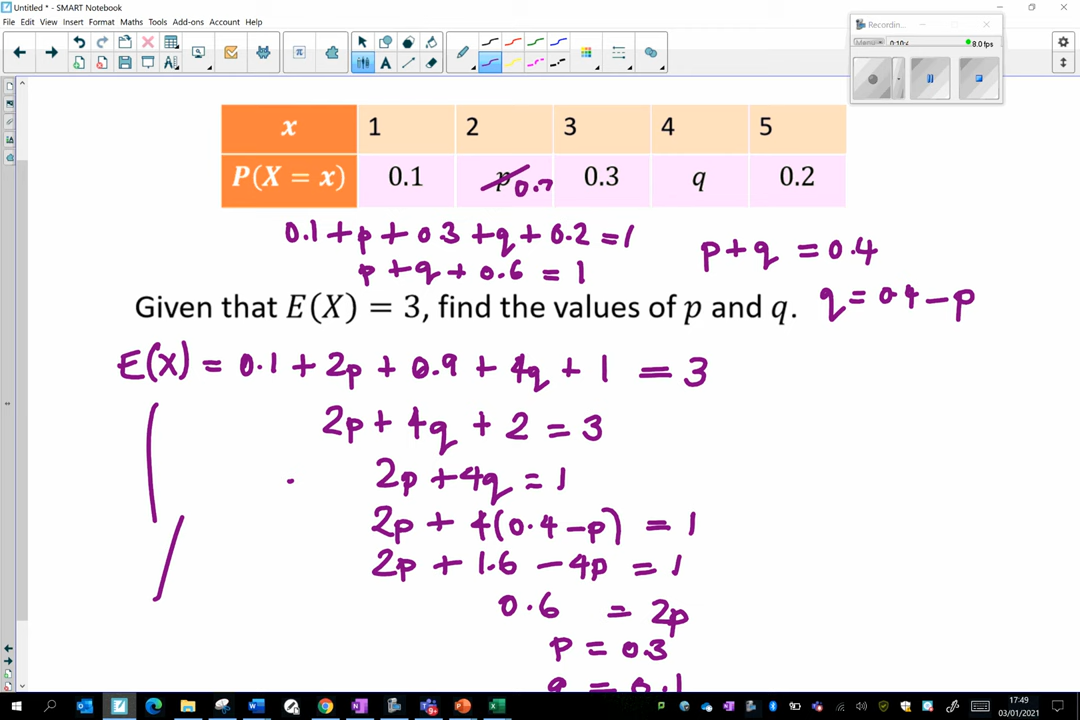 Untitled * - SMART Notebook
File Edit View Insert Format Maths Tools Add-ons Account Help
Recording...
8.0 fps
x 1 2 3 4 5
P(X = x) 0.1 p 0.3 q 0.2
0.1 + p + 0.3 + q + 0.2 = 1
p + q = 0.4
p + q + 0.6 = 1
Given that E(X) = 3, find the values of p and q.
q = 0.4 - p
E(X) = 0.1 + 2p + 0.9 + 4q + 1 = 3
2p + 4q + 2 = 3
2p + 4q = 1
2p + 4(0.4 - p) = 1
2p + 1.6 - 4p = 1
0.6 = 2p
p = 0.3
q = 0.1
17:49
03/01/2021